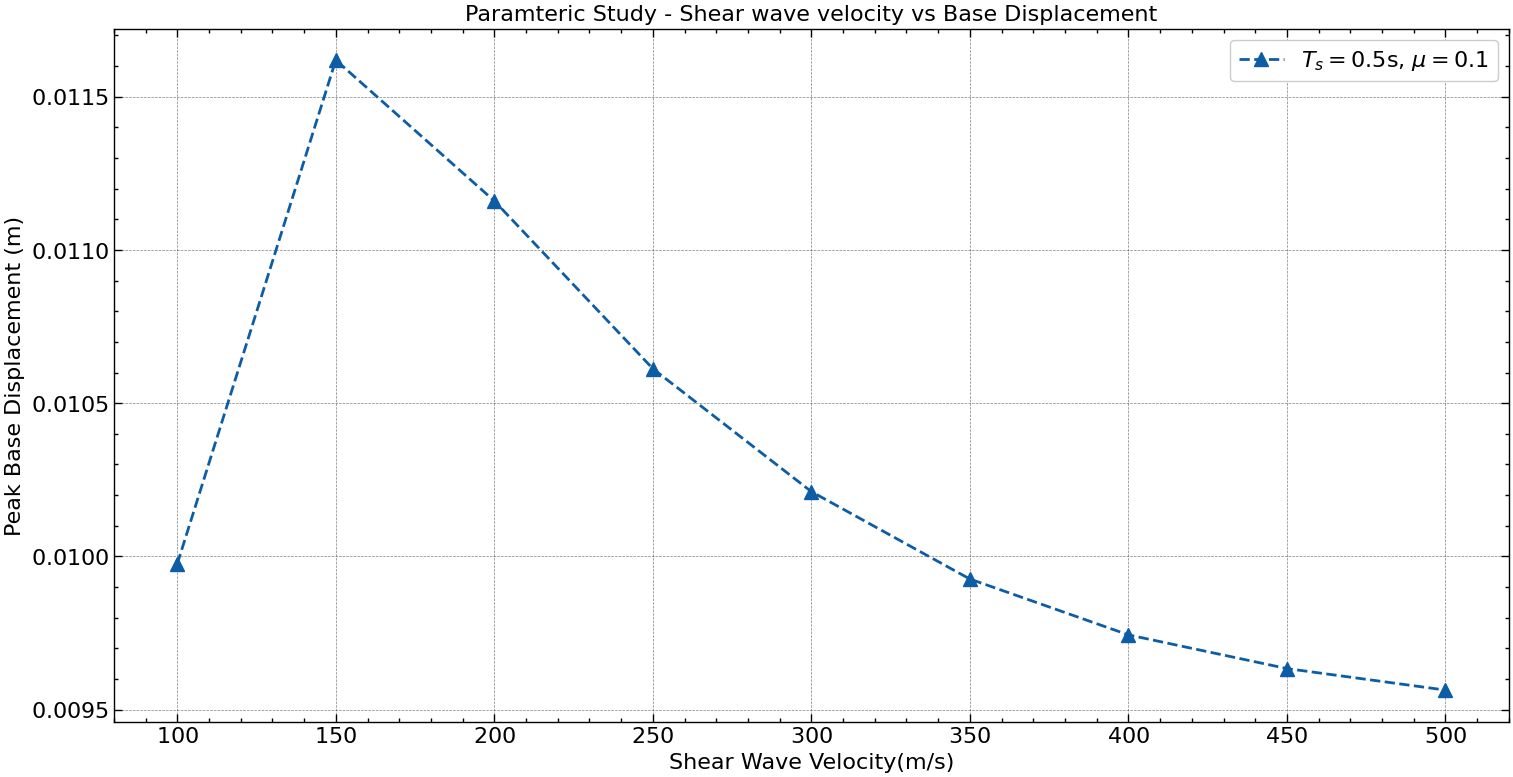 Paramteric Study - Shear wave velocity vs Base Displacement
T_s = 0.5s, μ = 0.1
Peak Base Displacement (m)
0.0115
0.0110
0.0105
0.0100
0.0095
100 150 200 250 300 350 400 450 500
Shear Wave Velocity(m/s)